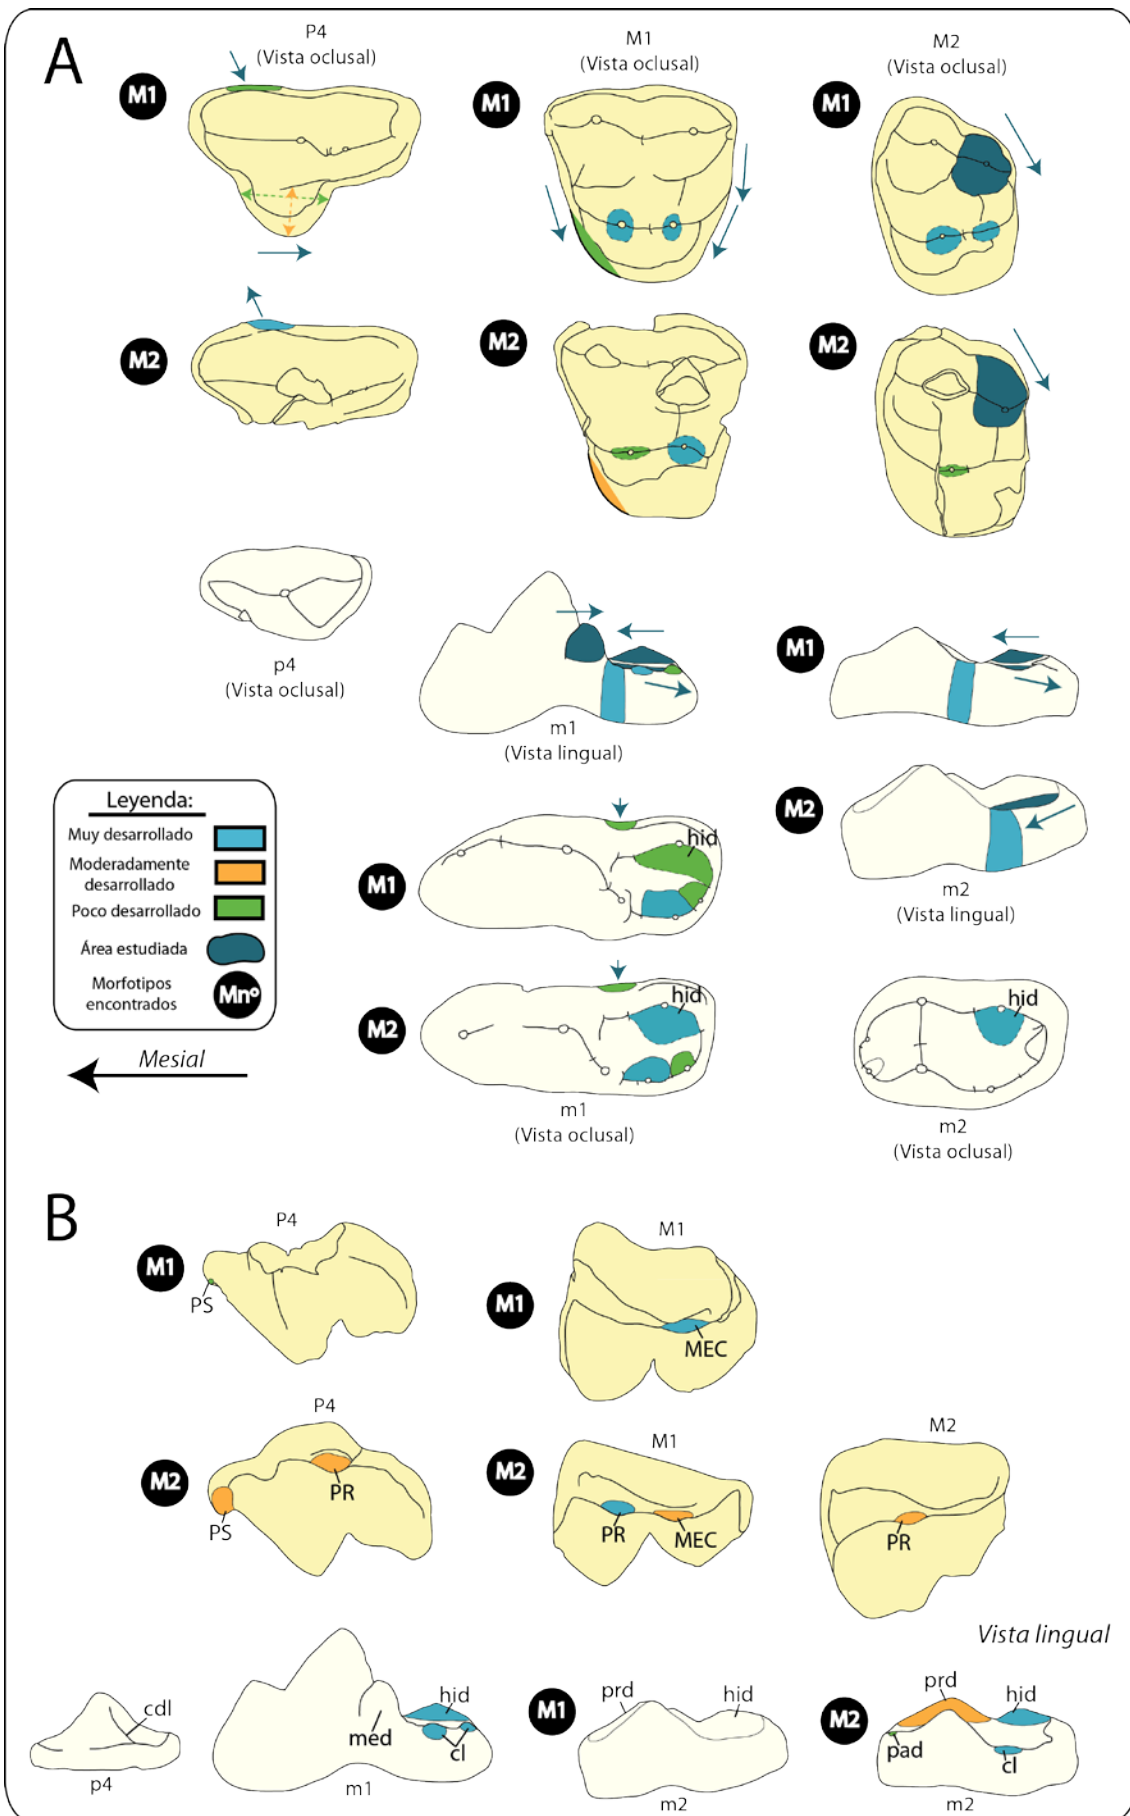 A
P4
(Vista oclusal)
M1
(Vista oclusal)
M2
(Vista oclusal)
M1
M1
M1
M2
M2
M2
p4
(Vista oclusal)
m1
(Vista lingual)
M1
M2
m2
(Vista lingual)
Leyenda:
Muy desarrollado
Moderadamente
desarrollado
Poco desarrollado
Área estudiada
Morfotipos
encontrados
Mnº
Mesial
M1
hid
M2
hid
m1
(Vista oclusal)
hid
m2
(Vista oclusal)
B
P4
M1
PS
M1
M1
MEC
P4
M2
PR
PS
M1
M2
PR
MEC
M2
PR
Vista lingual
cdl
p4
med
hid
cl
m1
M1
prd
hid
m2
M2
prd
hid
pad
cl
m2